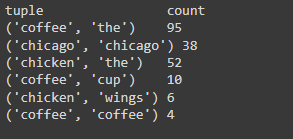 tuple count
('coffee', 'the') 95
('chicago', 'chicago') 38
('chicken', 'the') 52
('coffee', 'cup') 10
('chicken', 'wings') 6
('coffee', 'coffee') 4